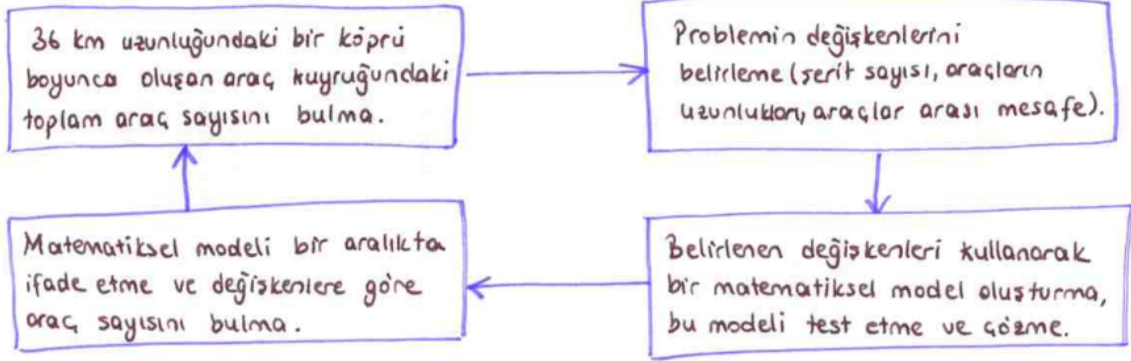 36 km uzunluğundaki bir köprü
boyunca oluşan araç kuyruğundaki
toplam araç sayısını bulma.
Problemin değişkenlerini
belirleme (şerit sayısı, araçların
uzunlukları, araçlar arası mesafe).
Belirlenen değişkenleri kullanarak
bir matematiksel model oluşturma,
bu modeli test etme ve çözme.
Matematiksel modeli bir aralıkta
ifade etme ve değişkenlere göre
araç sayısını bulma.